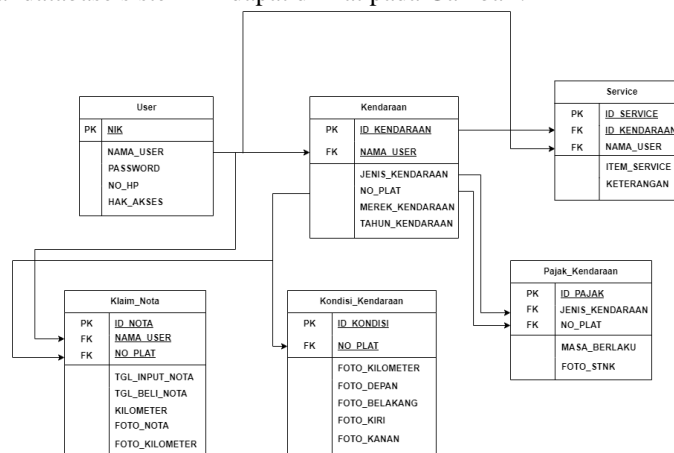 User
PK NIK
NAMA_USER
PASSWORD
NO_HP
HAK_AKSES
Kendaraan
PK ID_KENDARAAN
FK NAMA_USER
JENIS_KENDARAAN
NO_PLAT
MEREK_KENDARAAN
TAHUN_KENDARAAN
Service
PK ID_SERVICE
FK ID_KENDARAAN
FK NAMA_USER
ITEM_SERVICE
KETERANGAN
Klaim_Nota
PK ID_NOTA
FK NAMA_USER
FK NO_PLAT
TGL_INPUT_NOTA
TGL_BELI_NOTA
KILOMETER
FOTO_NOTA
FOTO_KILOMETER
Kondisi_Kendaraan
PK ID_KONDISI
FK NO_PLAT
FOTO_KILOMETER
FOTO_DEPAN
FOTO_BELAKANG
FOTO_KIRI
FOTO_KANAN
Pajak_Kendaraan
PK ID_PAJAK
FK JENIS_KENDARAAN
FK NO_PLAT
MASA_BERLAKU
FOTO_STNK